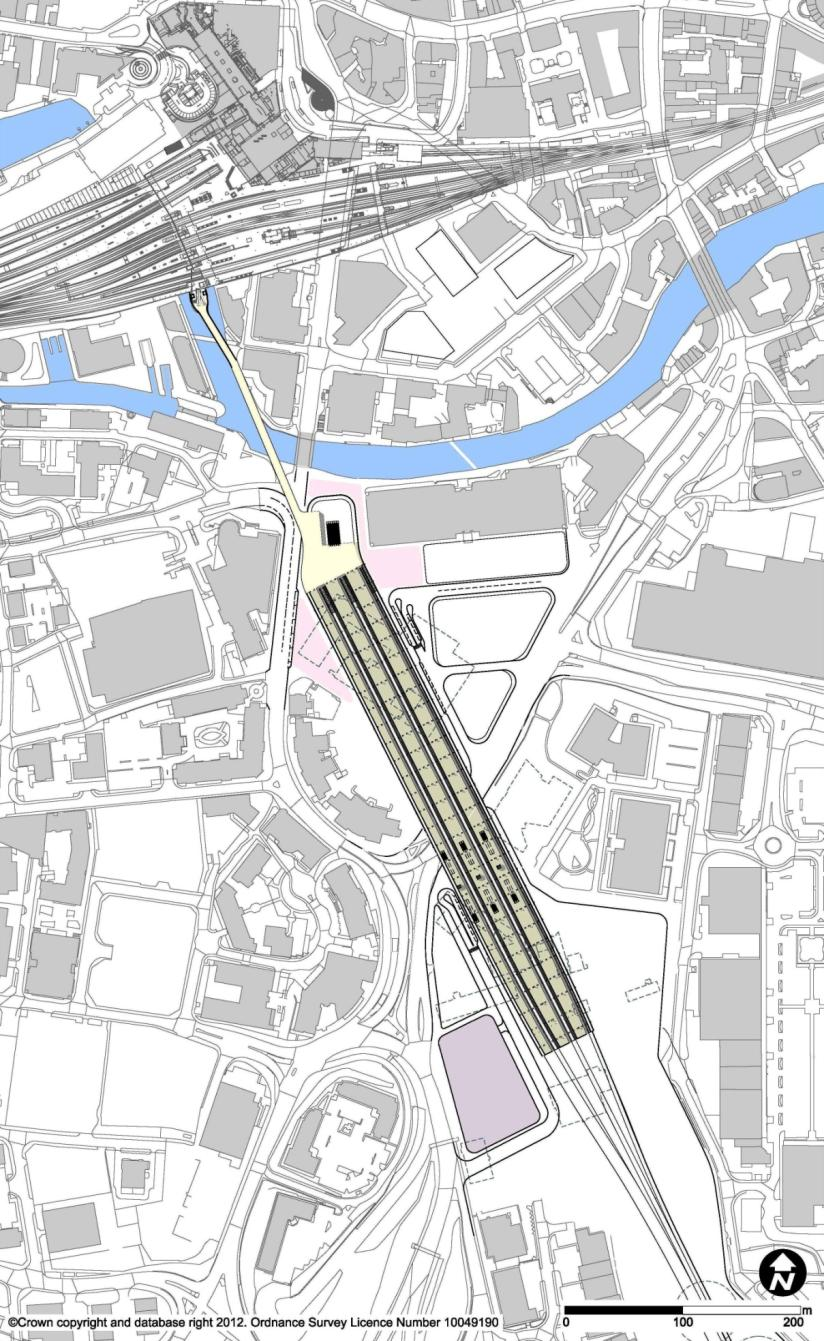 N
m
0 100 200
©Crown copyright and database right 2012. Ordnance Survey Licence Number 10049190